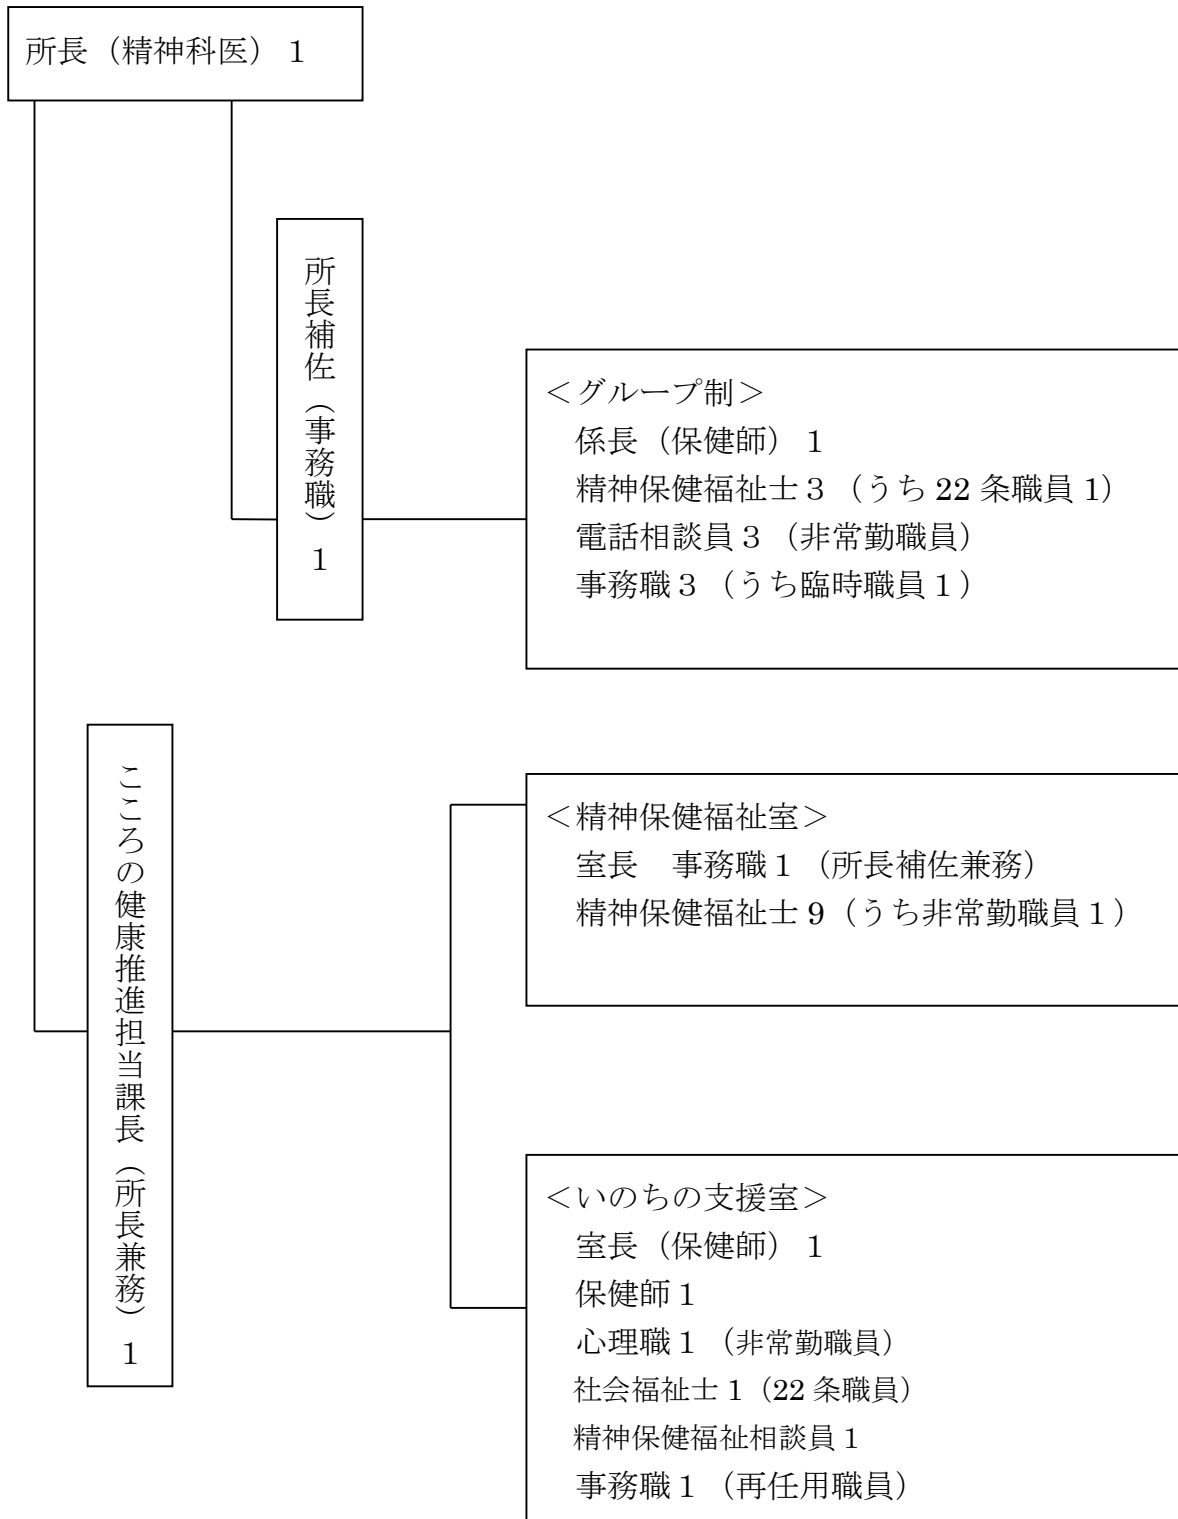 所長（精神科医）1
所長補佐（事務職）1
＜グループ制＞
係長（保健師）1
精神保健福祉士３（うち 22 条職員 1）
電話相談員３（非常勤職員）
事務職３（うち臨時職員１）
こころの健康推進担当課長（所長兼務）1
＜精神保健福祉室＞
室長　事務職１（所長補佐兼務）
精神保健福祉士 9（うち非常勤職員１）
＜いのちの支援室＞
室長（保健師）1
保健師１
心理職１（非常勤職員）
社会福祉士１（22 条職員）
精神保健福祉相談員１
事務職１（再任用職員）